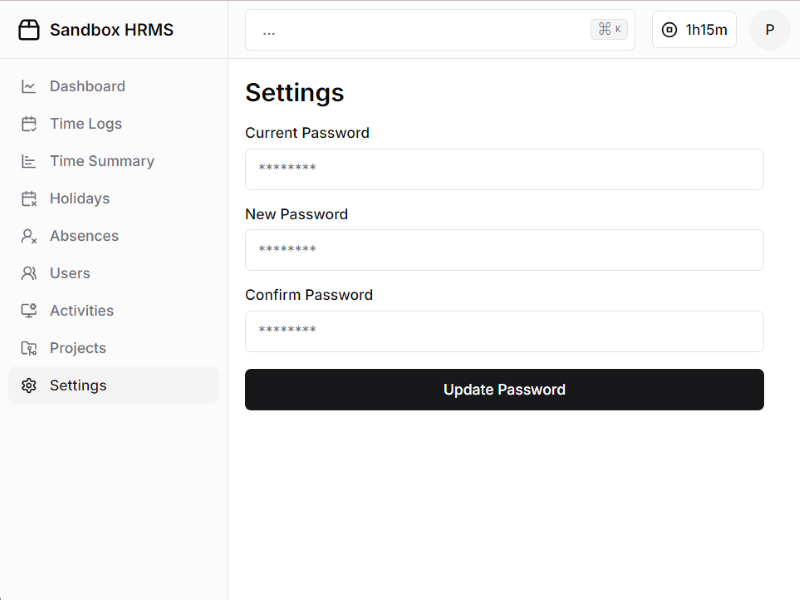 Sandbox HRMS
...
⌘ K
1h15m
P
Dashboard
Time Logs
Time Summary
Holidays
Absences
Users
Activities
Projects
Settings
Settings
Current Password
********
New Password
********
Confirm Password
********
Update Password